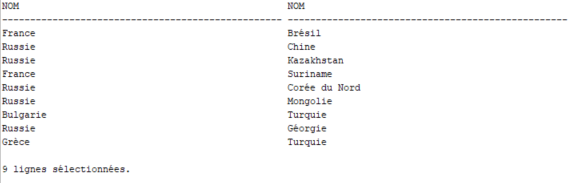 NOM NOM
------------------------------------------------- -------------------------------------------------
France Brésil
Russie Chine
Russie Kazakhstan
France Suriname
Russie Corée du Nord
Russie Mongolie
Bulgarie Turquie
Russie Géorgie
Grèce Turquie
9 lignes sélectionnées.